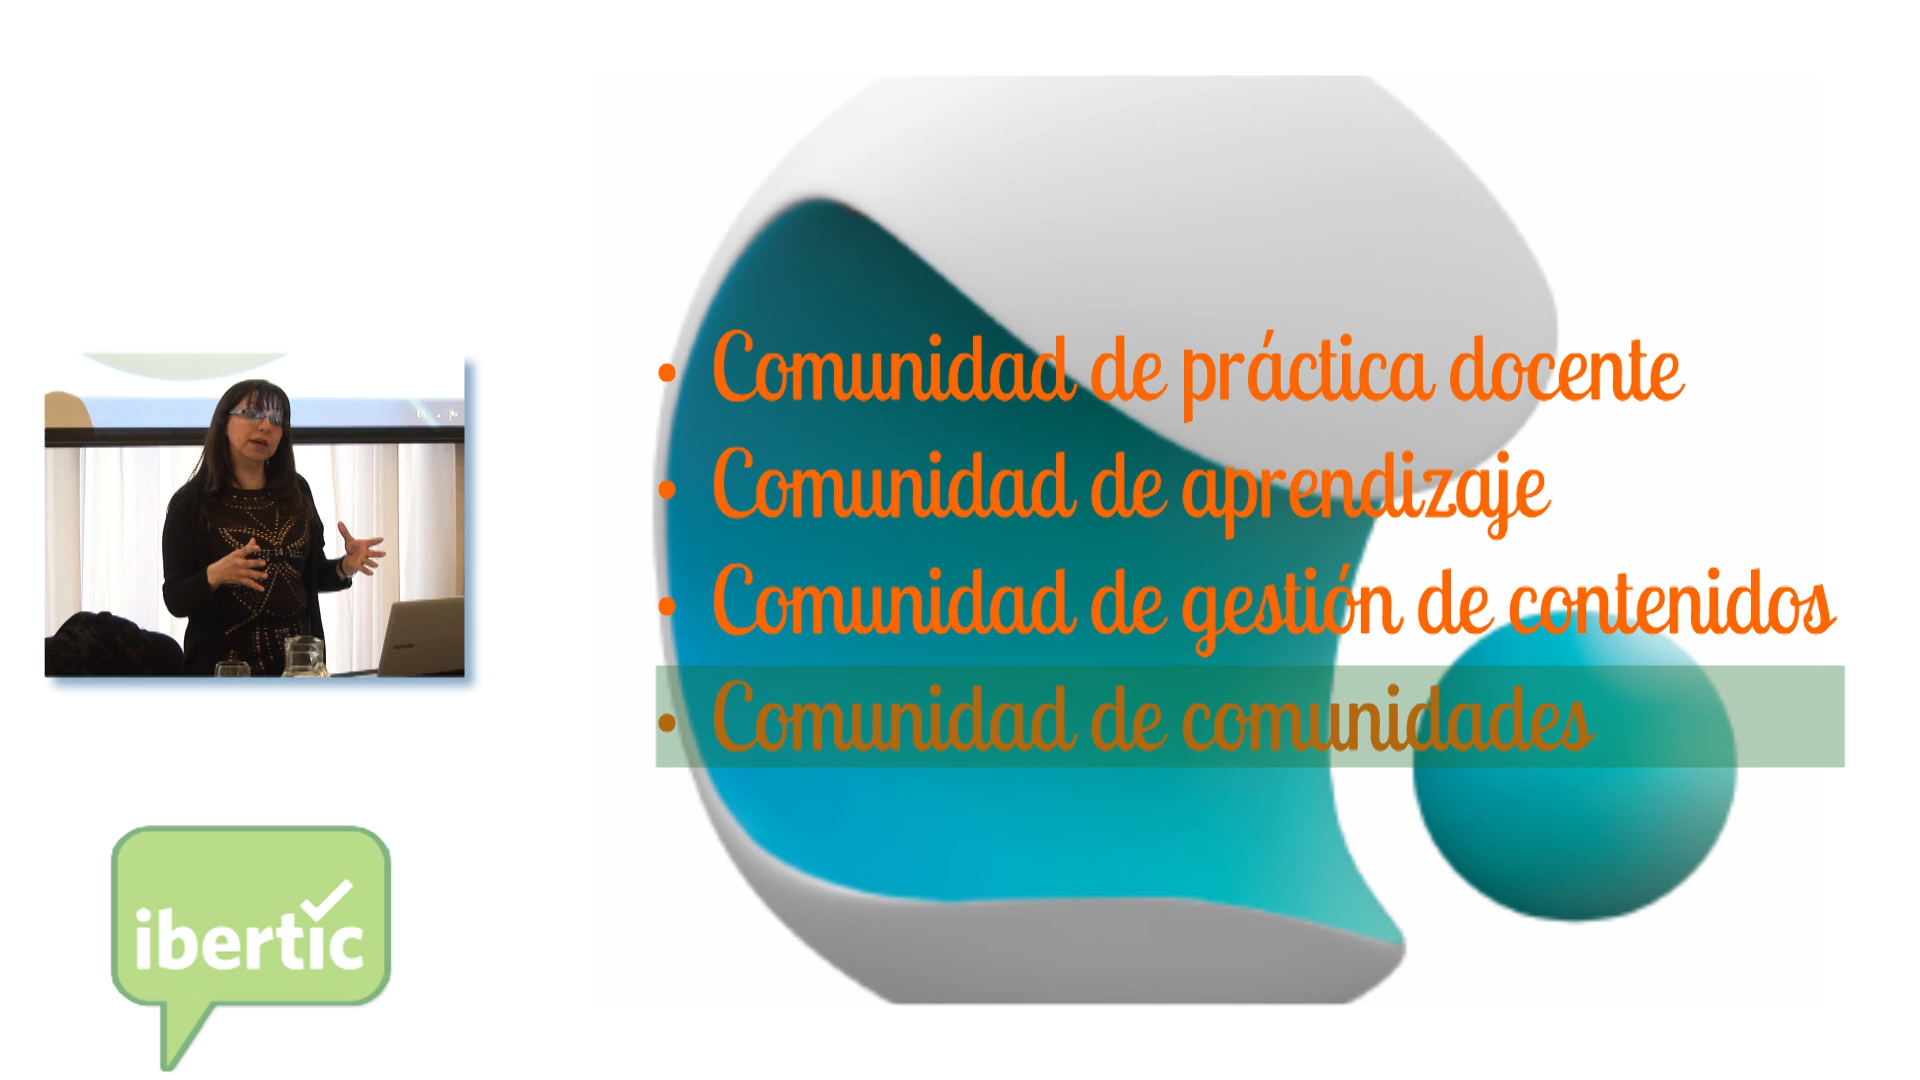 • Comunidad de práctica docente
• Comunidad de aprendizaje
• Comunidad de gestión de contenidos
• Comunidad de comunidades
ibertic